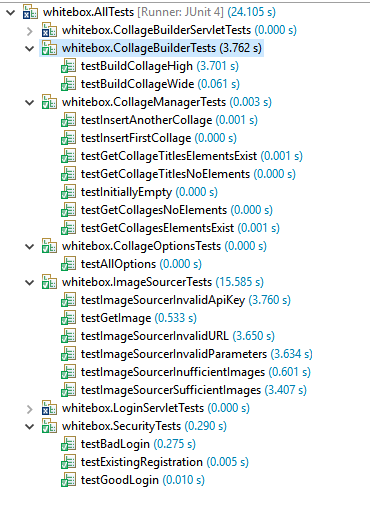 whitebox.AllTests [Runner: JUnit 4] (24.105 s)
whitebox.CollageBuilderServletTests (0.000 s)
whitebox.CollageBuilderTests (3.762 s)
testBuildCollageHigh (3.701 s)
testBuildCollageWide (0.061 s)
whitebox.CollageManagerTests (0.003 s)
testInsertAnotherCollage (0.001 s)
testInsertFirstCollage (0.000 s)
testGetCollageTitlesElementsExist (0.001 s)
testGetCollageTitlesNoElements (0.000 s)
testInitiallyEmpty (0.000 s)
testGetCollagesNoElements (0.000 s)
testGetCollagesElementsExist (0.001 s)
whitebox.CollageOptionsTests (0.000 s)
testAllOptions (0.000 s)
whitebox.ImageSourcerTests (15.585 s)
testImageSourcerInvalidApiKey (3.760 s)
testGetImage (0.533 s)
testImageSourcerInvalidURL (3.650 s)
testImageSourcerInvalidParameters (3.634 s)
testImageSourcerInufficientImages (0.601 s)
testImageSourcerSufficientImages (3.407 s)
whitebox.LoginServletTests (0.000 s)
whitebox.SecurityTests (0.290 s)
testBadLogin (0.275 s)
testExistingRegistration (0.005 s)
testGoodLogin (0.010 s)